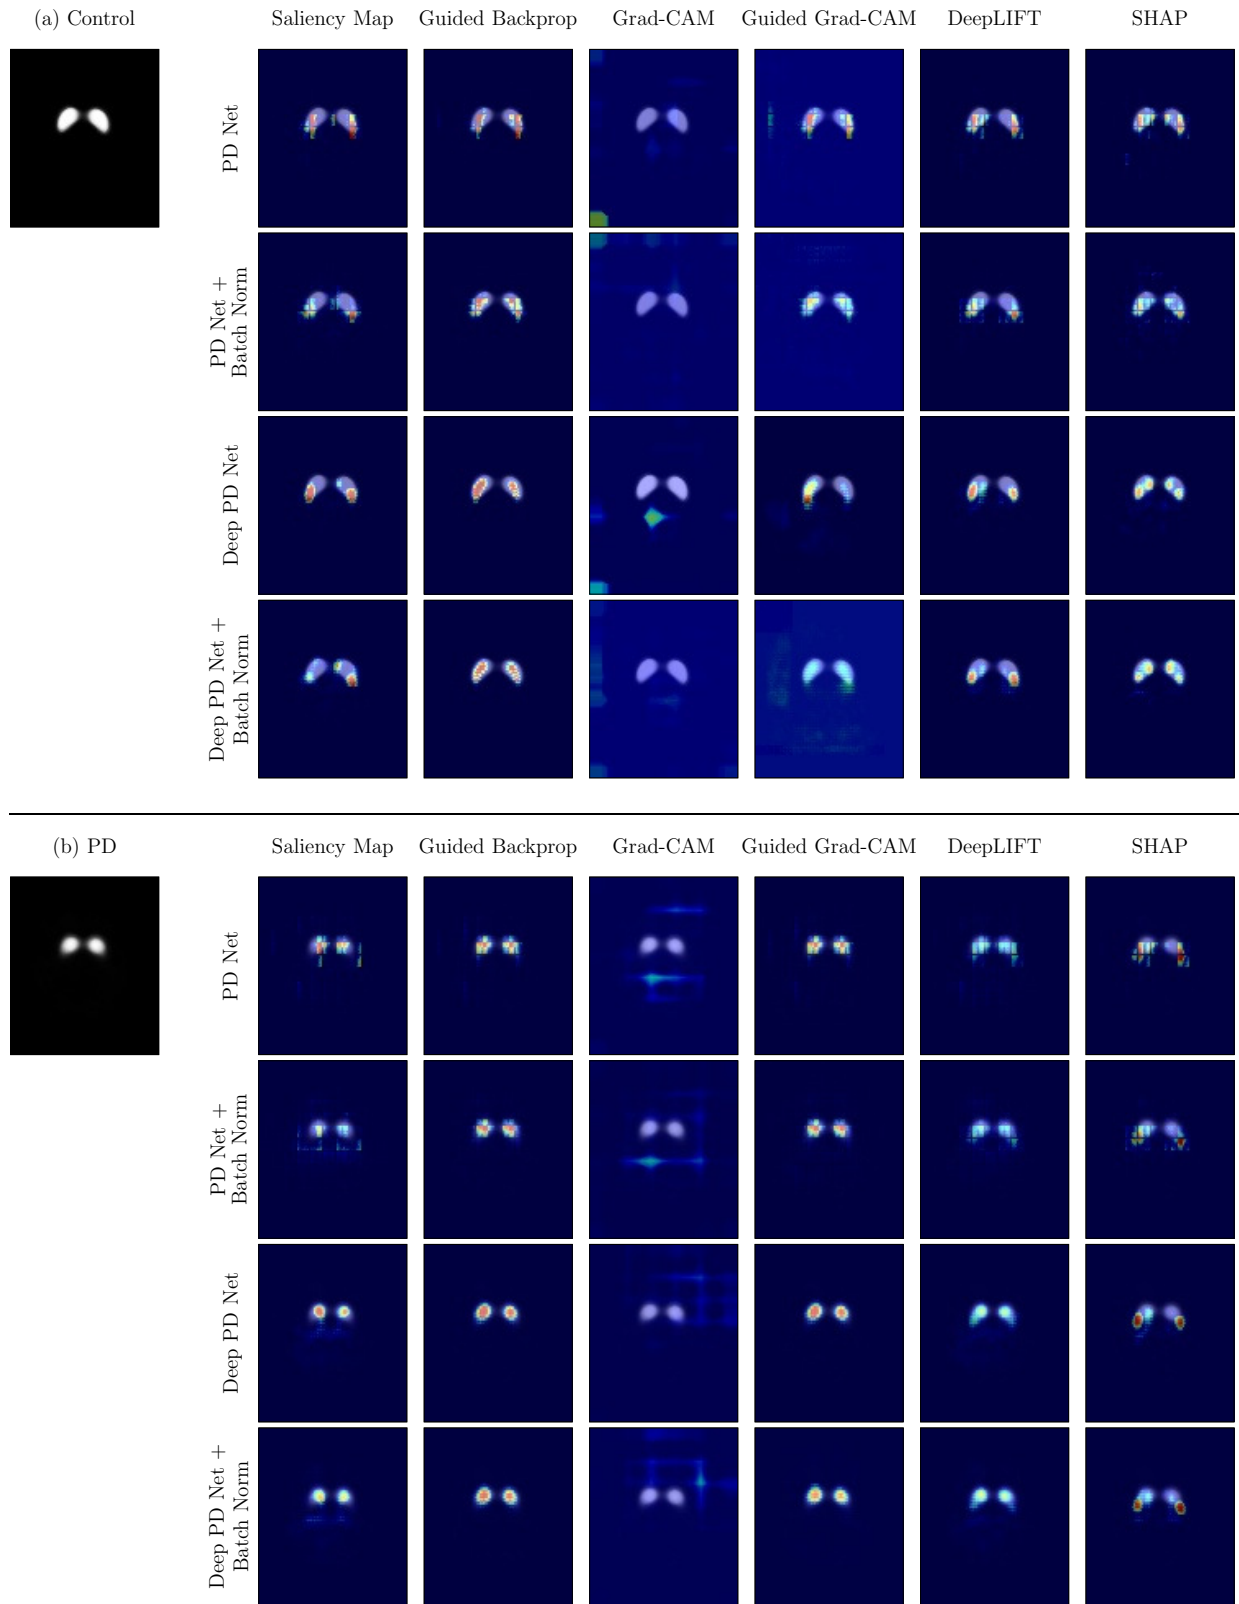 (a) Control
Saliency Map
Guided Backprop
Grad-CAM
Guided Grad-CAM
DeepLIFT
SHAP
PD Net
PD Net +
Batch Norm
Deep PD Net
Deep PD Net +
Batch Norm
(b) PD
Saliency Map
Guided Backprop
Grad-CAM
Guided Grad-CAM
DeepLIFT
SHAP
PD Net
PD Net +
Batch Norm
Deep PD Net
Deep PD Net +
Batch Norm